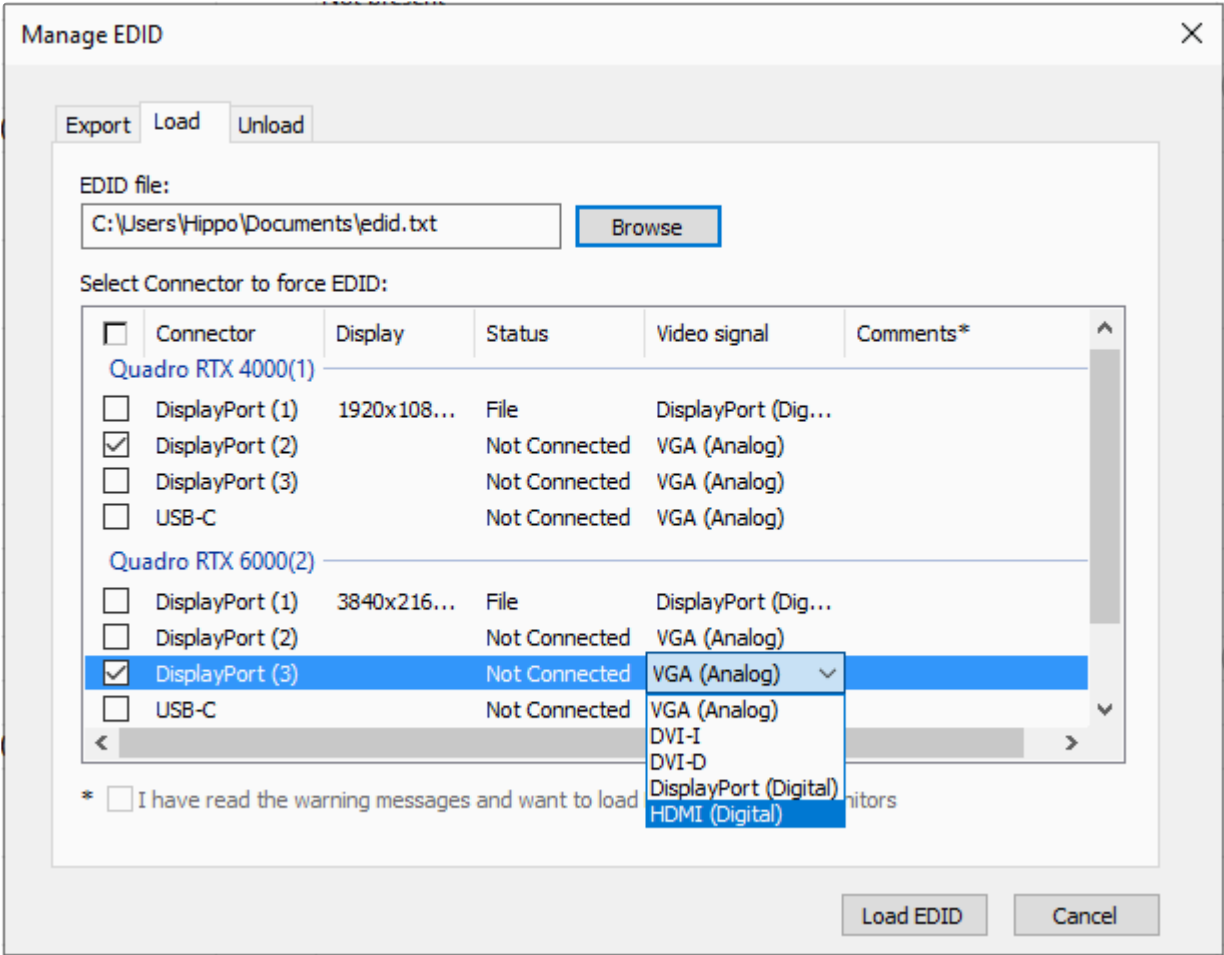 Manage EDID
Export Load Unload
EDID file:
C:\Users\Hippo\Documents\edid.txt Browse
Select Connector to force EDID:
Connector Display Status Video signal Comments*
Quadro RTX 4000(1)
DisplayPort (1) 1920x108... File DisplayPort (Dig...
DisplayPort (2) Not Connected VGA (Analog)
DisplayPort (3) Not Connected VGA (Analog)
USB-C Not Connected VGA (Analog)
Quadro RTX 6000(2)
DisplayPort (1) 3840x216... File DisplayPort (Dig...
DisplayPort (2) Not Connected VGA (Analog)
DisplayPort (3) Not Connected VGA (Analog)
USB-C Not Connected VGA (Analog)
DVI-I
DVI-D
DisplayPort (Digital)
* I have read the warning messages and want to load
HDMI (Digital)
Load EDID Cancel